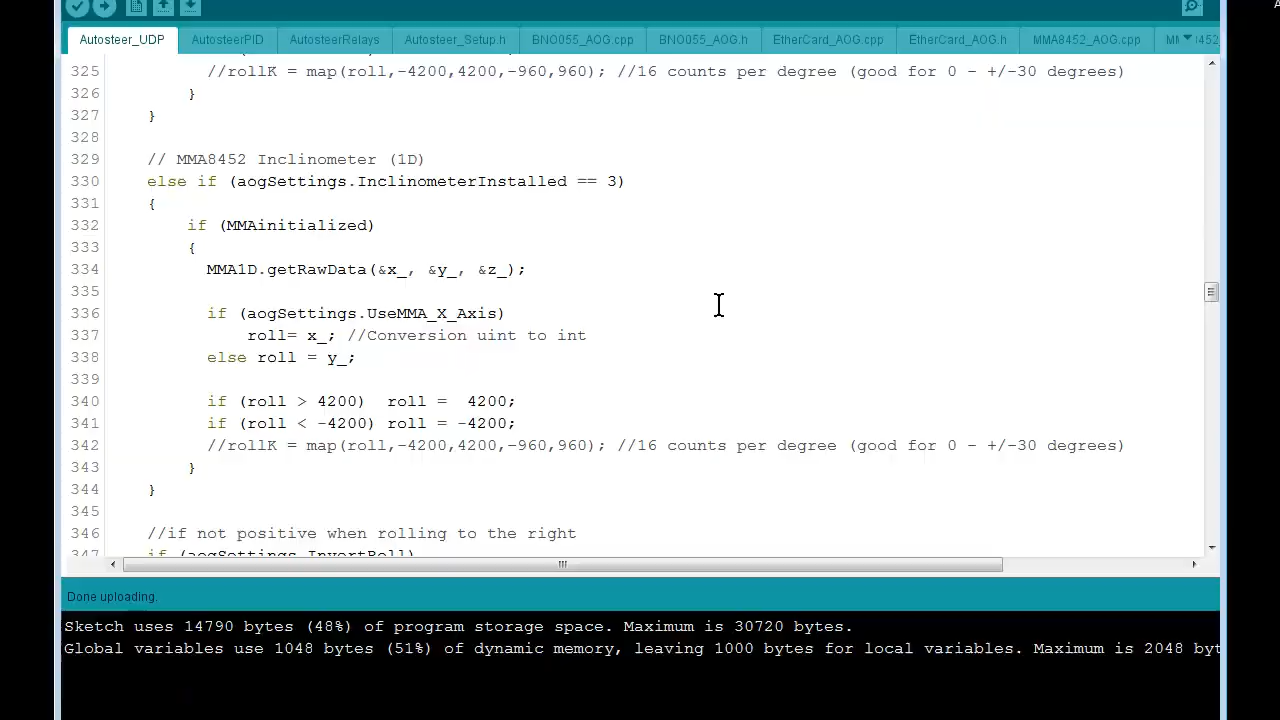 Autosteer_UDP AutosteerPID AutosteerRelays Autosteer_Setup.h BNO055_AOG.cpp BNO055_AOG.h EtherCard_AOG.cpp EtherCard_AOG.h MMA8452_AOG.cpp
325 //rollK = map(roll,-4200,4200,-960,960); //16 counts per degree (good for 0 - +/-30 degrees)
326 }
327 }
328
329 // MMA8452 Inclinometer (1D)
330 else if (aogSettings.InclinometerInstalled == 3)
331 {
332 if (MMAinitialized)
333 {
334 MMA1D.getRawData(&x_, &y_, &z_);
335
336 if (aogSettings.UseMMA_X_Axis)
337 roll= x_; //Conversion uint to int
338 else roll = y_;
339
340 if (roll > 4200)  roll =  4200;
341 if (roll < -4200) roll = -4200;
342 //rollK = map(roll,-4200,4200,-960,960); //16 counts per degree (good for 0 - +/-30 degrees)
343 }
344 }
345
346 //if not positive when rolling to the right
347 if (aogSettings.InvertRoll)
Done uploading.
Sketch uses 14790 bytes (48%) of program storage space. Maximum is 30720 bytes.
Global variables use 1048 bytes (51%) of dynamic memory, leaving 1000 bytes for local variables. Maximum is 2048 byt